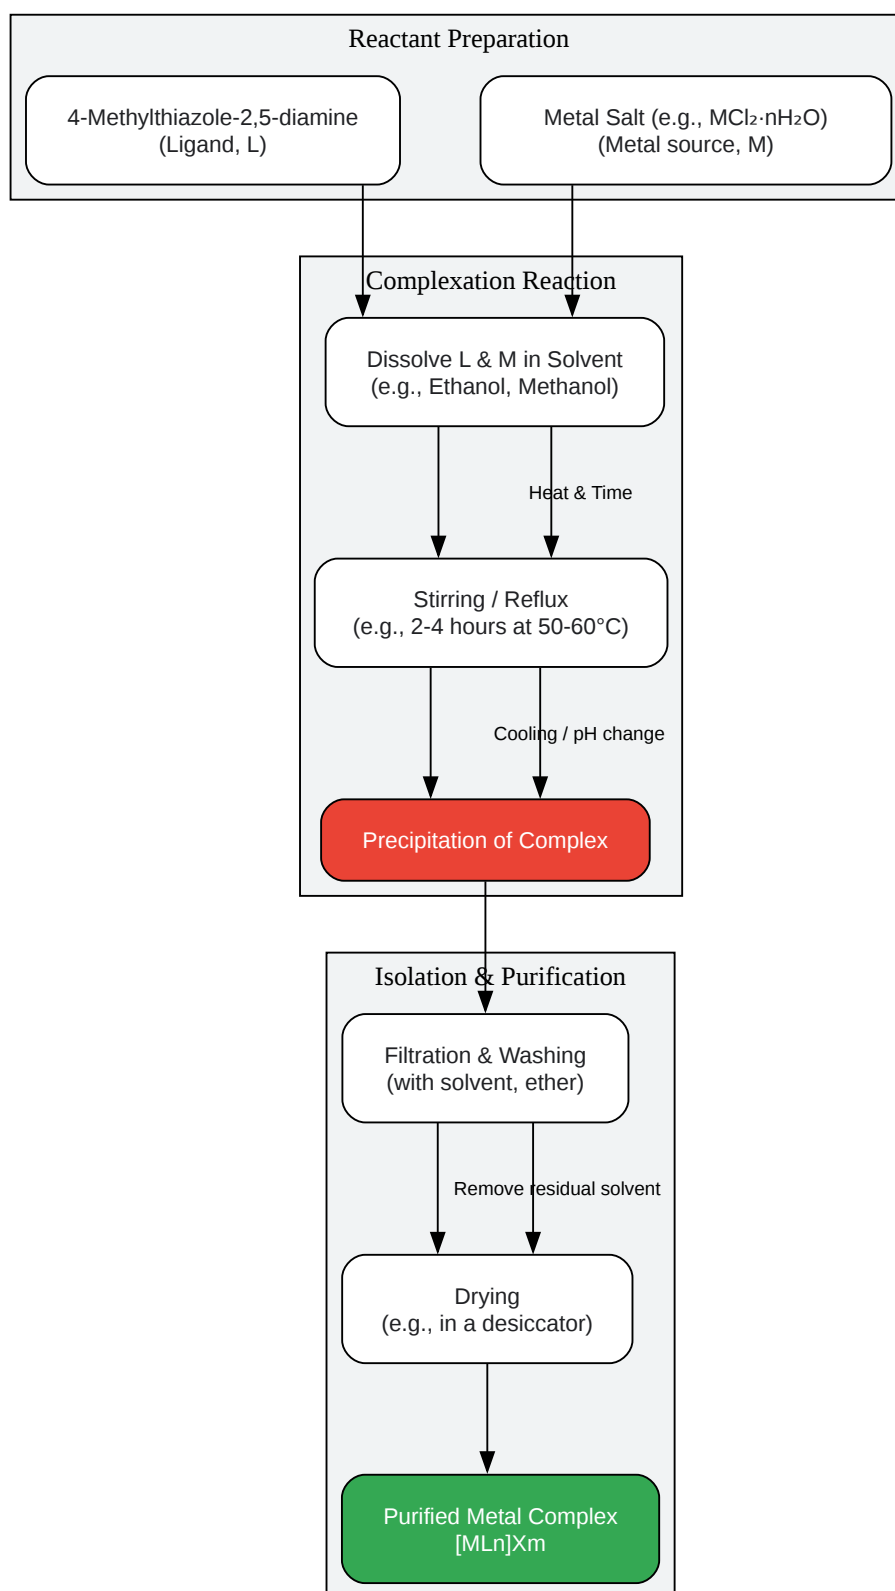 Reactant Preparation
4-Methylthiazole-2,5-diamine
(Ligand, L)
Metal Salt (e.g., MCl₂·nH₂O)
(Metal source, M)
Complexation Reaction
Dissolve L & M in Solvent
(e.g., Ethanol, Methanol)
Heat & Time
Stirring / Reflux
(e.g., 2-4 hours at 50-60°C)
Cooling / pH change
Precipitation of Complex
Isolation & Purification
Filtration & Washing
(with solvent, ether)
Remove residual solvent
Drying
(e.g., in a desiccator)
Purified Metal Complex
[MLn]Xm